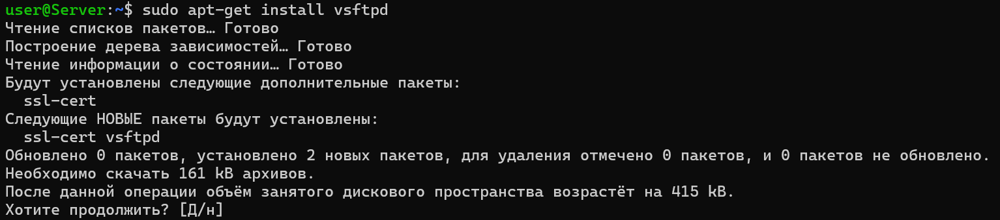 user@Server:~$ sudo apt-get install vsftpd
Чтение списков пакетов… Готово
Построение дерева зависимостей… Готово
Чтение информации о состоянии… Готово
Будут установлены следующие дополнительные пакеты:
  ssl-cert
Следующие НОВЫЕ пакеты будут установлены:
  ssl-cert vsftpd
Обновлено 0 пакетов, установлено 2 новых пакетов, для удаления отмечено 0 пакетов, и 0 пакетов не обновлено.
Необходимо скачать 161 kB архивов.
После данной операции объём занятого дискового пространства возрастёт на 415 kB.
Хотите продолжить? [Д/н]